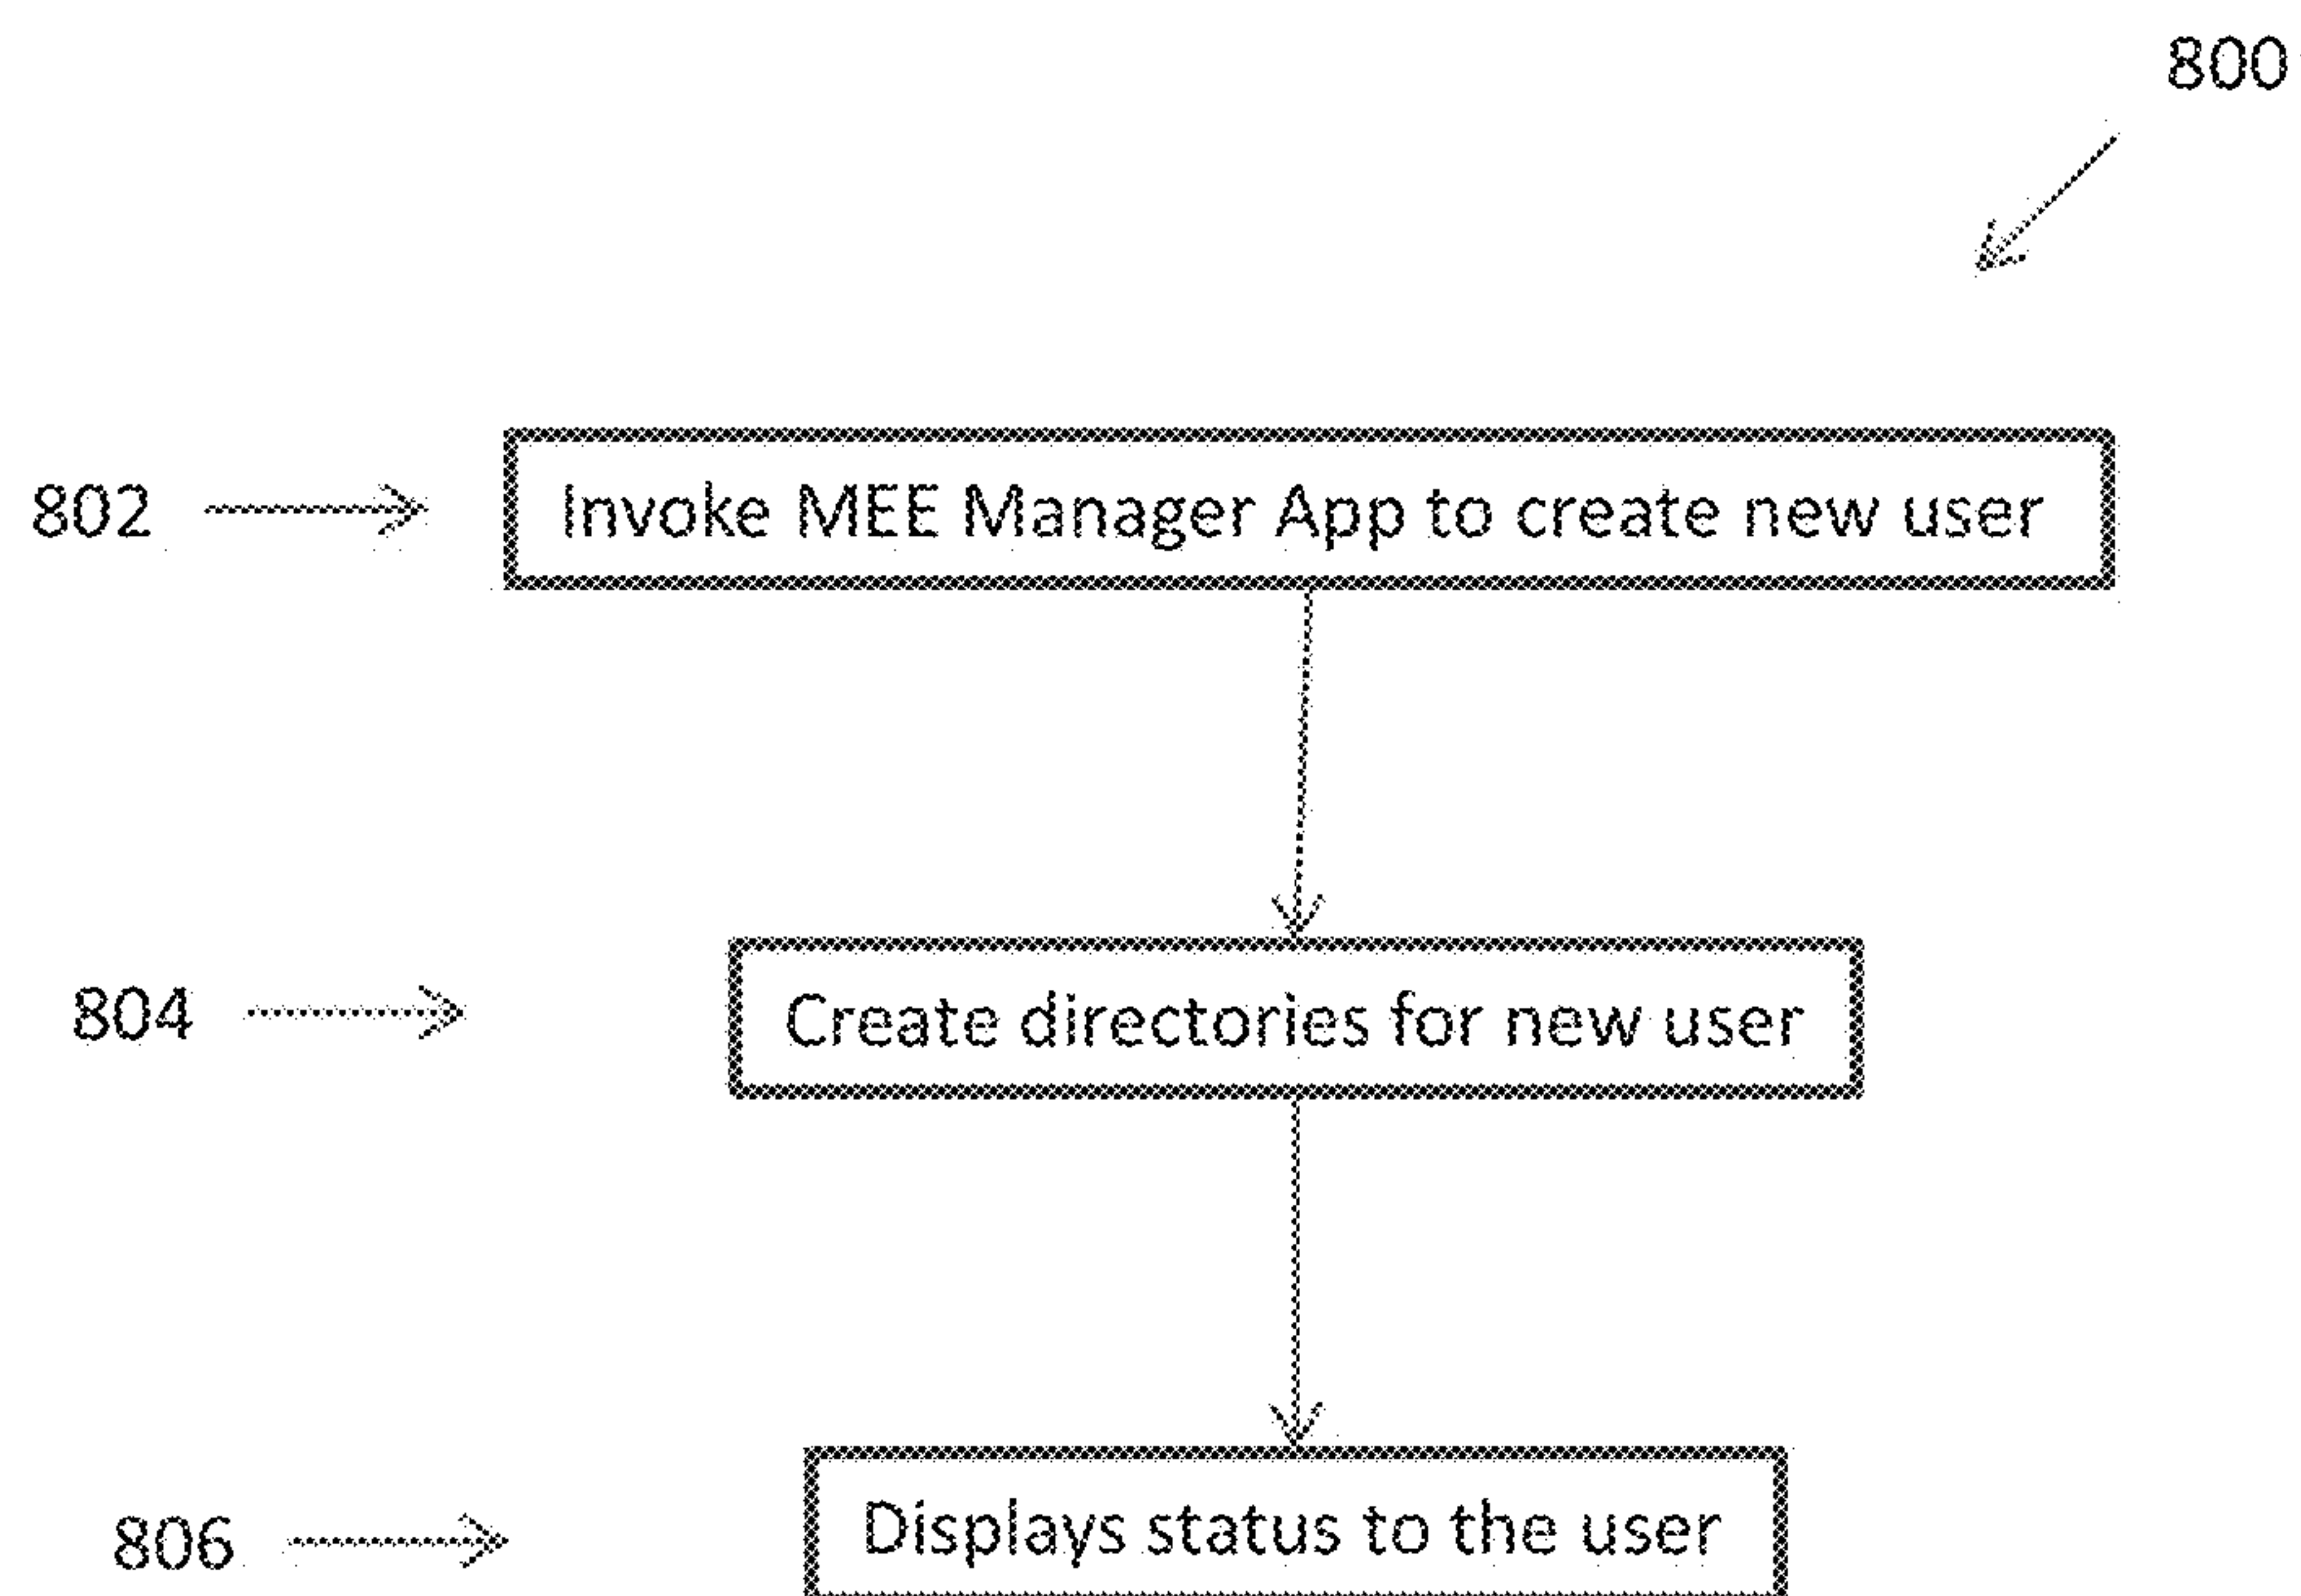 800
802
Invoke MEE Manager App to create new user
804
Create directories for new user
806
Displays status to the user